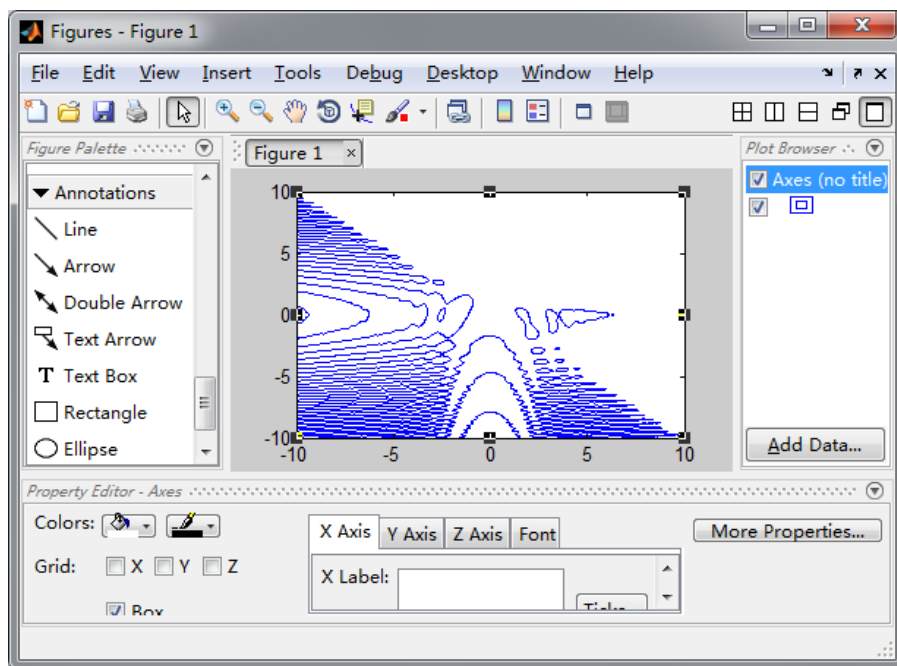 Figures - Figure 1
File Edit View Insert Tools Debug Desktop Window Help
Figure Palette
Figure 1
Plot Browser
Annotations
Line
Arrow
Double Arrow
Text Arrow
T Text Box
Rectangle
Ellipse
10
5
0
-5
-10
-10 -5 0 5 10
Axes (no title)
Add Data...
Property Editor - Axes
Colors:
Grid: X Y Z
Box
X Axis Y Axis Z Axis Font
X Label:
Ticks...
More Properties...